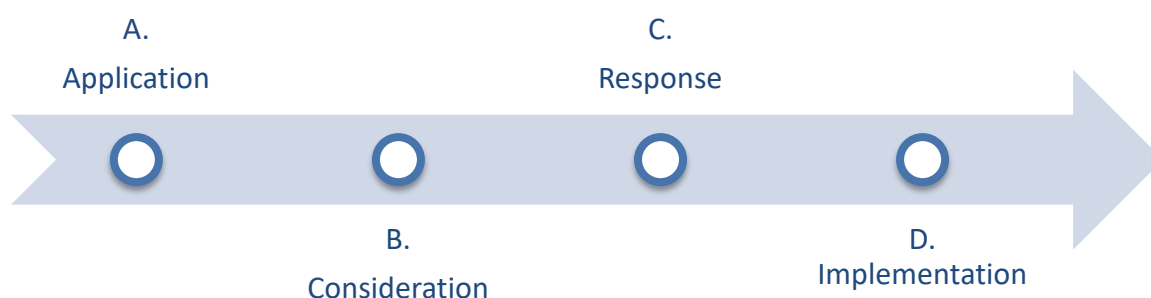 A.
Application
B.
Consideration
C.
Response
D.
Implementation